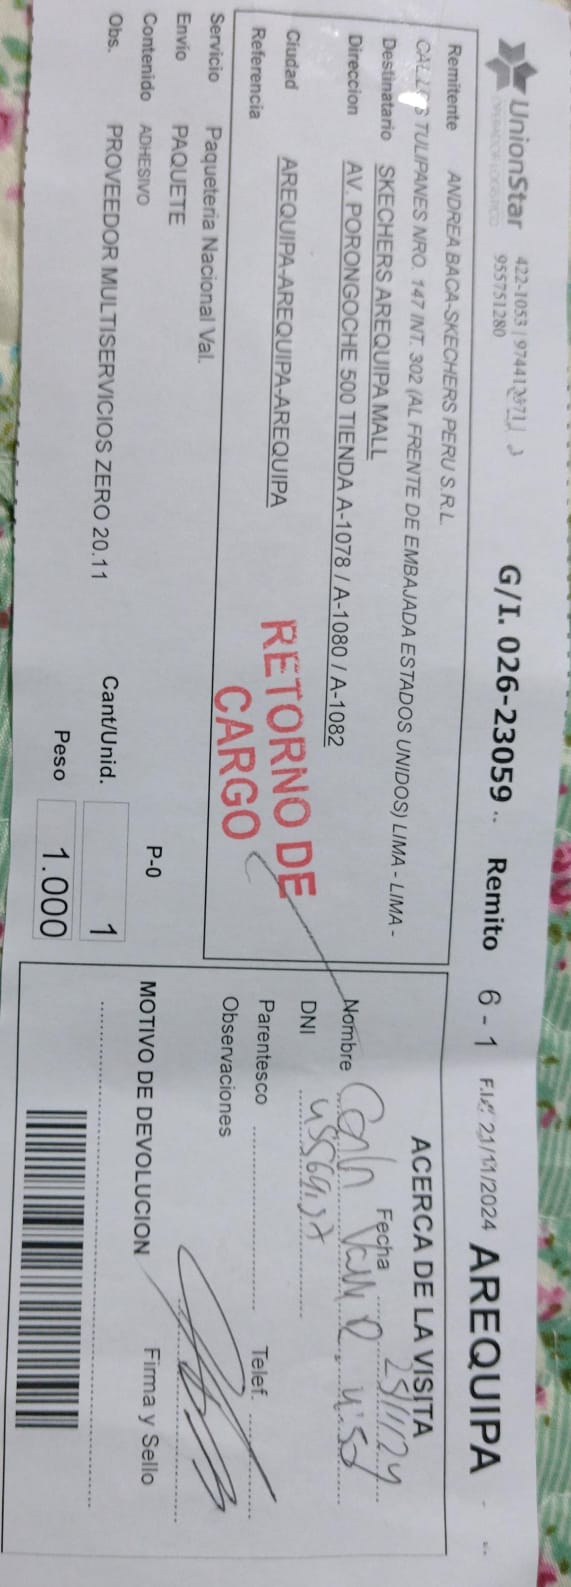 UnionStar
OPERADOR LOGISTICO
422-1053 |
955751280
G/I. 026-23059
Remito 6 - 1
21/11/2024
AREQUIPA
Remitente ANDREA BACA-SKECHERS PERU S.R.L
TULIPANES NRO. 147 INT. 302 (AL FRENTE DE EMBAJADA ESTADOS UNIDOS) LIMA - LIMA -
Destinatario SKECHERS AREQUIPA MALL
Direccion AV. PORONGOCHE 500 TIENDA A-1078 / A-1080 / A-1082
Ciudad AREQUIPA-AREQUIPA-AREQUIPA
Referencia
RETORNO DE
CARGO
Servicio Paqueteria Nacional Val.
Envio PAQUETE
Contenido ADHESIVO
Obs. PROVEEDOR MULTISERVICIOS ZERO 20.11
P-0
Cant/Unid. 1
Peso 1.000
ACERCA DE LA VISITA
Fecha 25/11/24
Nombre
DNI
Parentesco Telef.
Observaciones
MOTIVO DE DEVOLUCION Firma y Sello